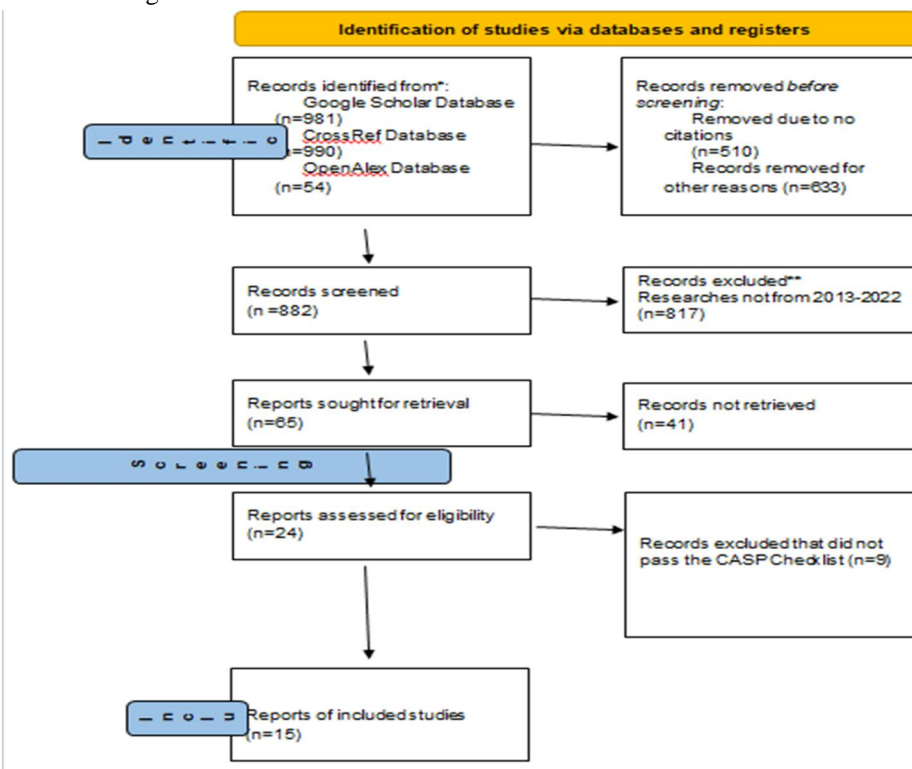 Identification of studies via databases and registers
Records identified from*:
Google Scholar Database
(n=981)
CrossRef Database
n=990)
OpenAlex Database
(n=54)
Records removed before
screening:
Removed due to no
citations
(n=510)
Records removed for
other reasons (n=633)
Identific
Records screened
(n =882)
Records excluded**
Researches not from 2013-2022
(n=817)
Reports sought for retrieval
(n=65)
Records not retrieved
(n=41)
Screening
Reports assessed for eligibility
(n=24)
Records excluded that did not
pass the CASP Checklist (n=9)
Inclu
Reports of included studies
(n=15)